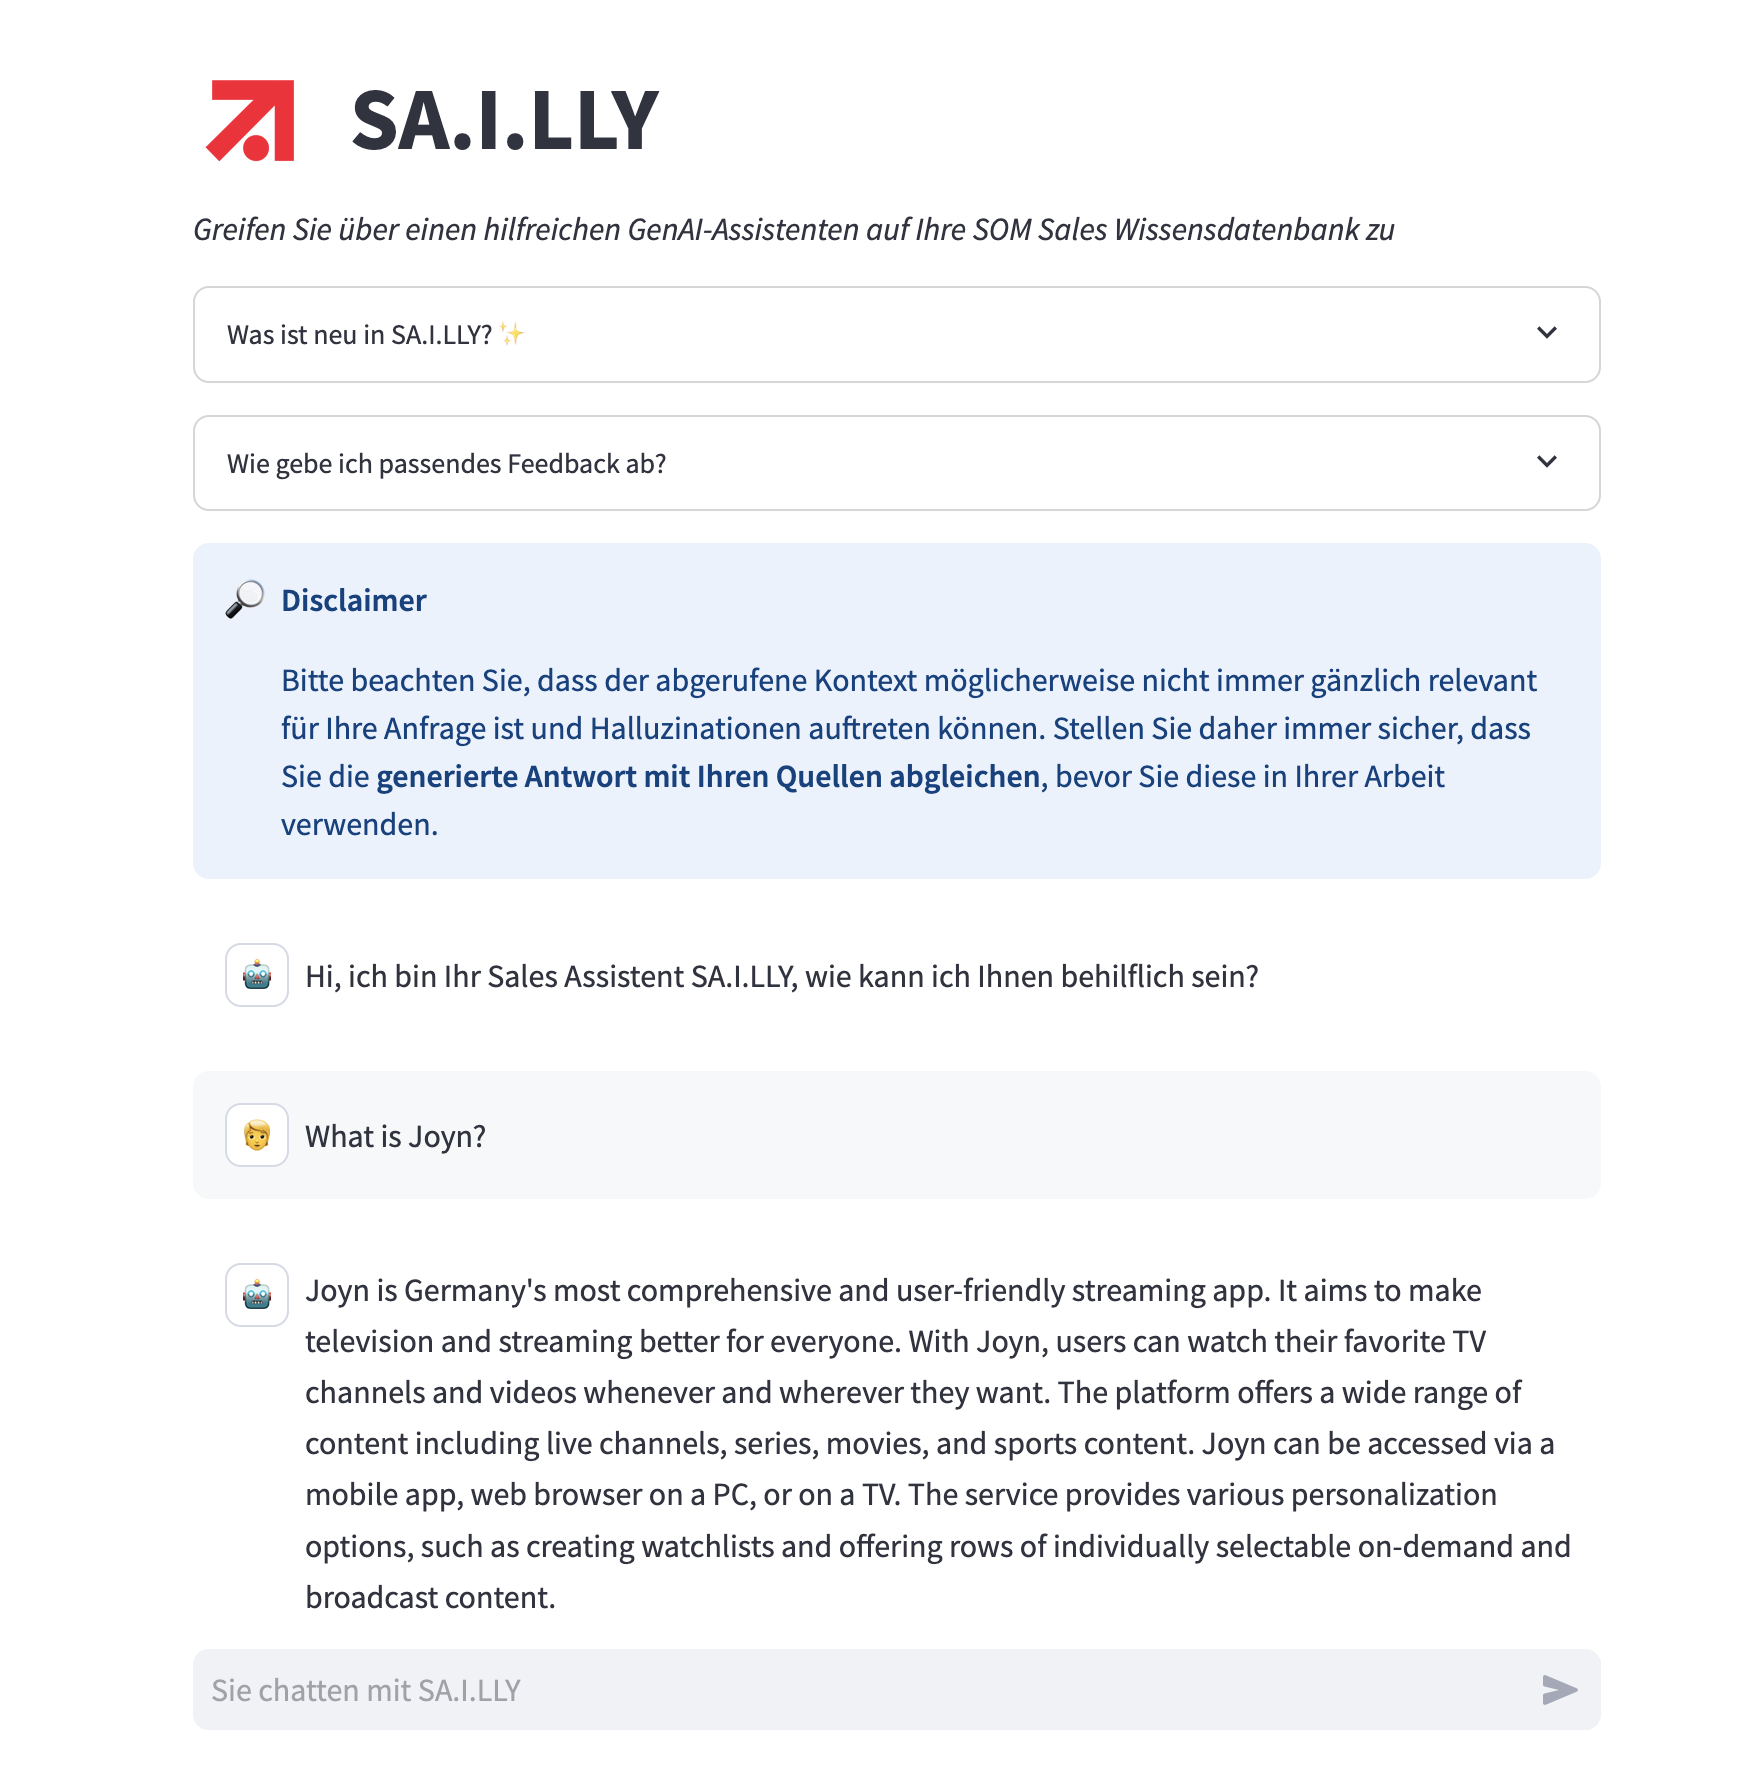 SA.I.LLY
Greifen Sie über einen hilfreichen GenAI-Assistenten auf Ihre SOM Sales Wissensdatenbank zu
Was ist neu in SA.I.LLY? ✨
Wie gebe ich passendes Feedback ab?
Disclaimer
Bitte beachten Sie, dass der abgerufene Kontext möglicherweise nicht immer gänzlich relevant
für Ihre Anfrage ist und Halluzinationen auftreten können. Stellen Sie daher immer sicher, dass
Sie die generierte Antwort mit Ihren Quellen abgleichen, bevor Sie diese in Ihrer Arbeit
verwenden.
Hi, ich bin Ihr Sales Assistent SA.I.LLY, wie kann ich Ihnen behilflich sein?
What is Joyn?
Joyn is Germany's most comprehensive and user-friendly streaming app. It aims to make
television and streaming better for everyone. With Joyn, users can watch their favorite TV
channels and videos whenever and wherever they want. The platform offers a wide range of
content including live channels, series, movies, and sports content. Joyn can be accessed via a
mobile app, web browser on a PC, or on a TV. The service provides various personalization
options, such as creating watchlists and offering rows of individually selectable on-demand and
broadcast content.
Sie chatten mit SA.I.LLY